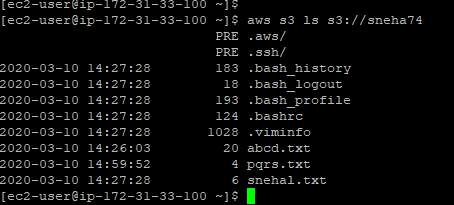 [ec2-user@ip-172-31-33-100 ~]$
[ec2-user@ip-172-31-33-100 ~]$ aws s3 ls s3://sneha74
PRE .aws/
PRE .ssh/
2020-03-10 14:27:28 183 .bash_history
2020-03-10 14:27:28 18 .bash_logout
2020-03-10 14:27:28 193 .bash_profile
2020-03-10 14:27:28 124 .bashrc
2020-03-10 14:27:28 1028 .viminfo
2020-03-10 14:26:03 20 abcd.txt
2020-03-10 14:59:52 4 pqrs.txt
2020-03-10 14:27:28 6 snehal.txt
[ec2-user@ip-172-31-33-100 ~]$